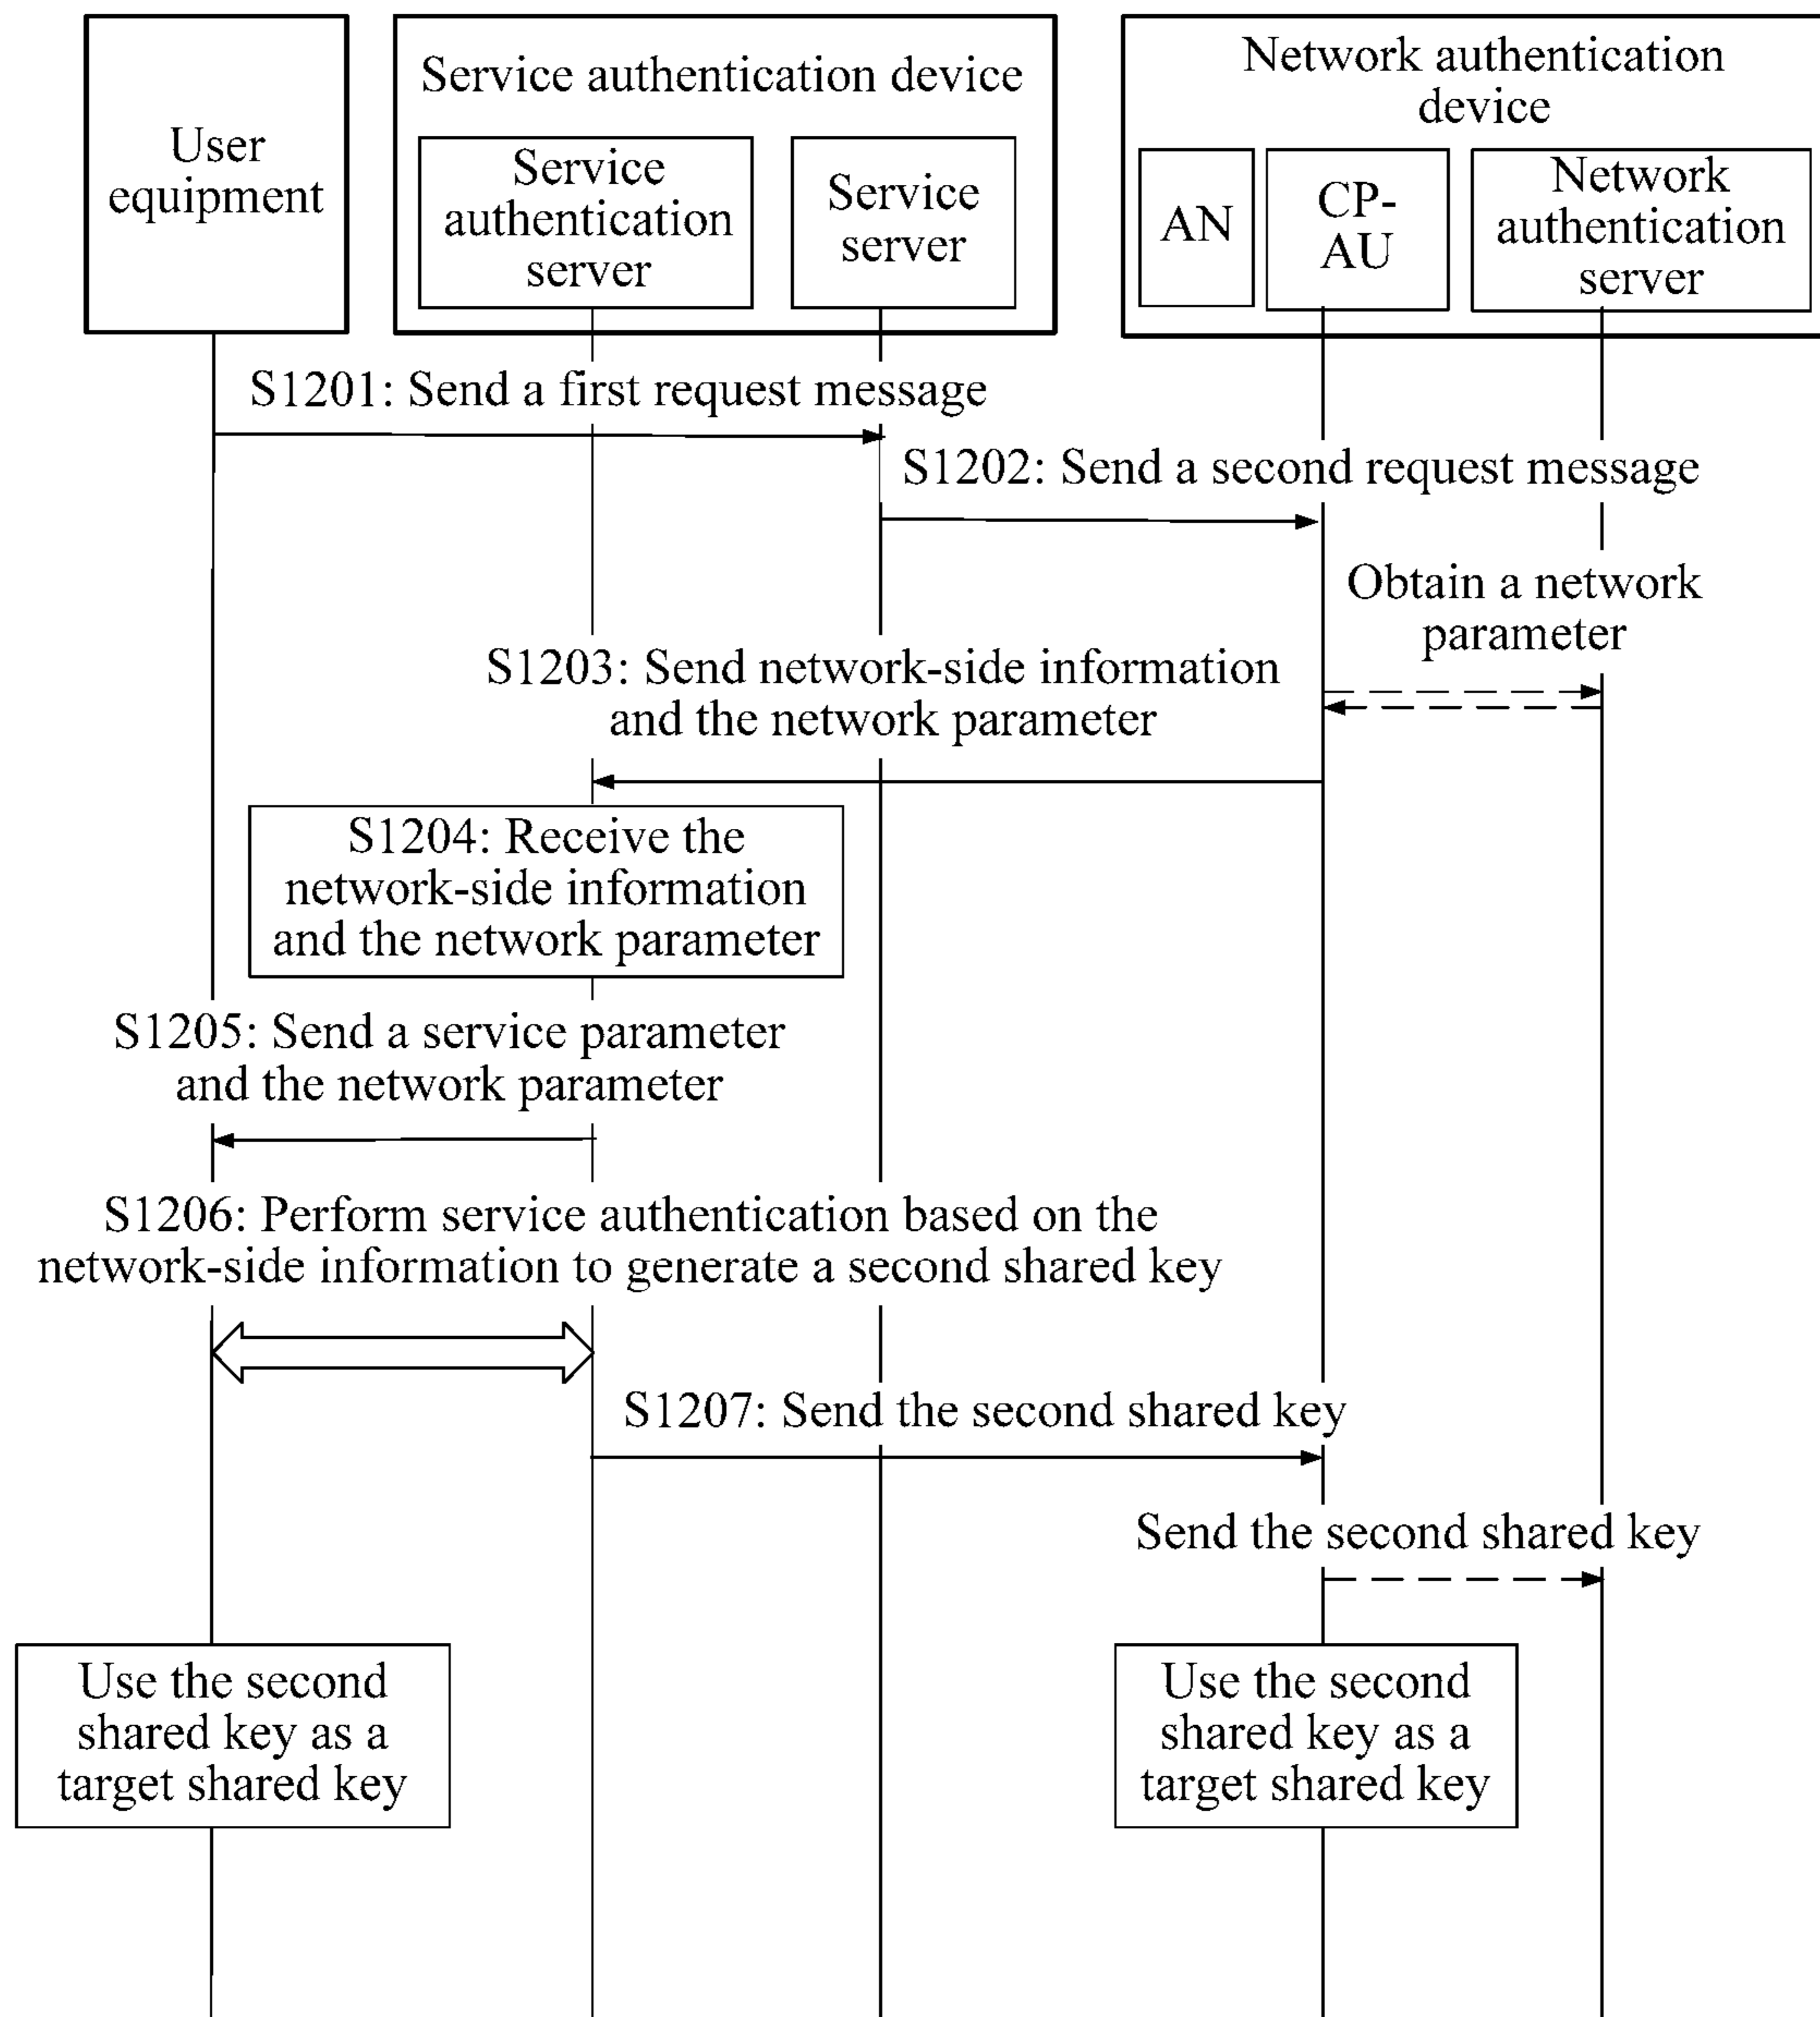 User
equipment
Service authentication device
Service
authentication
server
Service
server
Network authentication
device
AN
CP-
AU
Network
authentication
server
S1201: Send a first request message
S1202: Send a second request message
Obtain a network
parameter
S1203: Send network-side information
and the network parameter
S1204: Receive the
network-side information
and the network parameter
S1205: Send a service parameter
and the network parameter
S1206: Perform service authentication based on the
network-side information to generate a second shared key
S1207: Send the second shared key
Send the second shared key
Use the second
shared key as a
target shared key
Use the second
shared key as a
target shared key